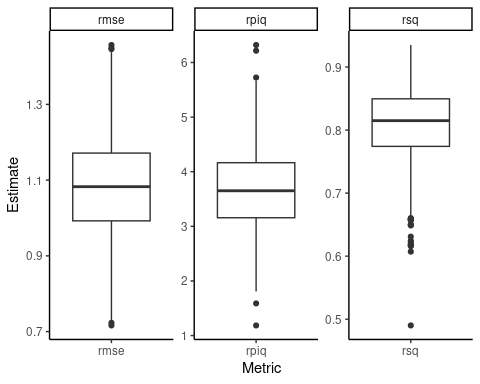 rmse
rpiq
rsq
Estimate
1.3
1.1
0.9
0.7
6
5
4
3
2
1
0.9
0.8
0.7
0.6
0.5
rmse
rpiq
rsq
Metric